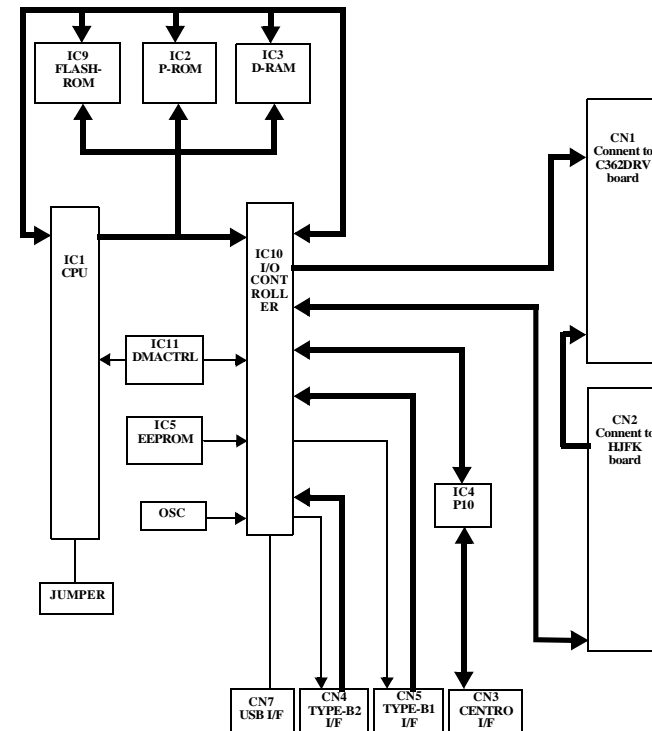 IC9
FLASH-
ROM
IC2
P-ROM
IC3
D-RAM
CN1
Connent to
C362DRV
board
IC1
CPU
IC10
I/O
CONT
ROLL
ER
IC11
DMACTRL
IC5
EEPROM
OSC
CN2
Connent to
HJFK
board
IC4
P10
JUMPER
CN7
USB I/F
CN4
TYPE-B2
I/F
CN5
TYPE-B1
I/F
CN3
CENTRO
I/F